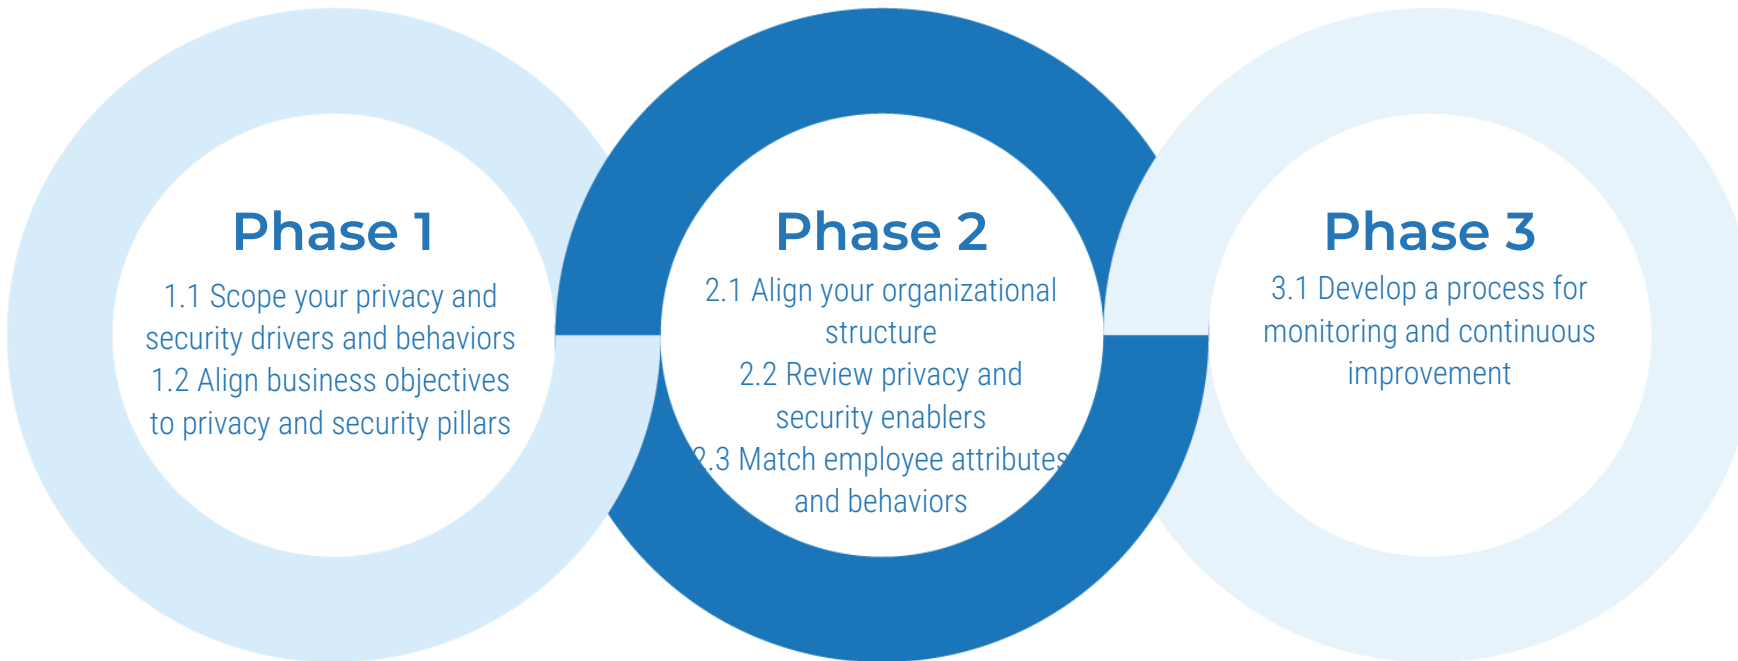 Phase 1
1.1 Scope your privacy and
security drivers and behaviors
1.2 Align business objectives
to privacy and security pillars
Phase 2
2.1 Align your organizational
structure
2.2 Review privacy and
security enablers
2.3 Match employee attributes
and behaviors
Phase 3
3.1 Develop a process for
monitoring and continuous
improvement